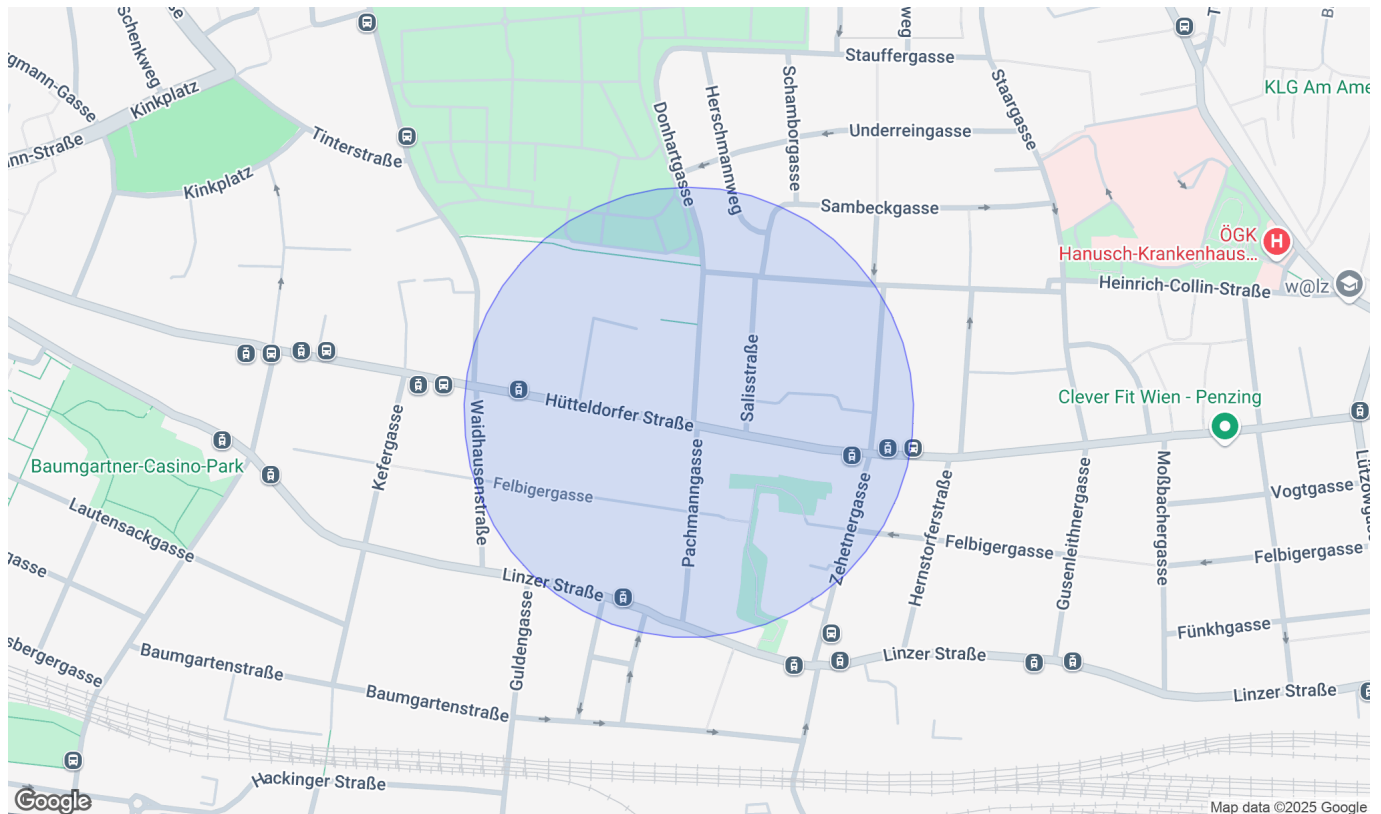 Schenkweg
Stauffergasse
Kinkplatz
Tinterstraße
Kinkplatz
Donhartgasse
Herschmannweg
Schamborgasse
Staargasse
Underreingasse
Sambeckgasse
KLG Am Ame
ÖGK
Hanusch-Krankenhaus...
w@lz
Heinrich-Collin-Straße
Hütteldorfer Straße
Salisstraße
Clever Fit Wien - Penzing
Baumgartner-Casino-Park
Kefergasse
Waidhausenstraße
Felbigergasse
Pachmanngasse
Zehetnergasse
Hernstorferstraße
Felbigergasse
Gusenleithnergasse
Moßbachergasse
Vogtgasse
Felbigergasse
Lützowgasse
Lautensackgasse
Linzer Straße
Guldengasse
Fünkhgasse
Linzer Straße
Linzer Straße
sbergergasse
Baumgartenstraße
Baumgartenstraße
Hackinger Straße
ann-Straße
Google
Map data ©2025 Google